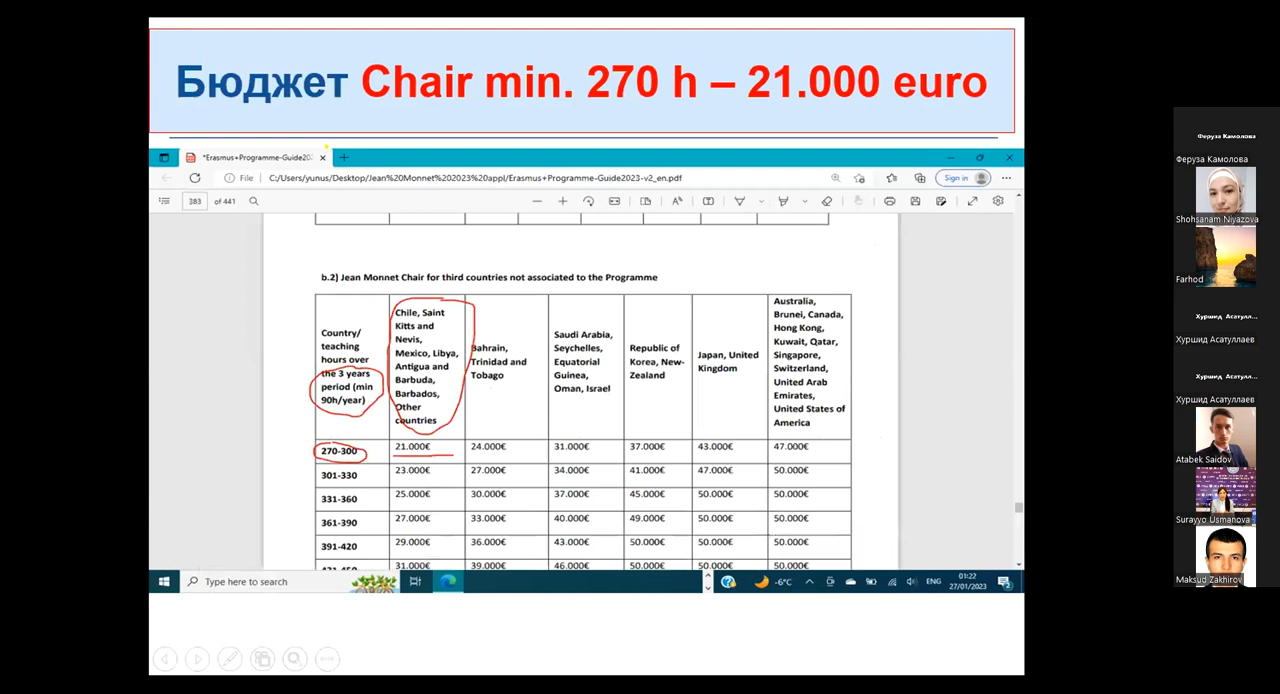 Бюджет Chair min. 270 h – 21.000 euro
*Erasmus+Programme-Guide202
File
C:/Users/yunus/Desktop/Jean%20Monnet%202023%20appl/Erasmus+Programme-Guide2023-v2_en.pdf
Sign in
383 of 441
b.2) Jean Monnet Chair for third countries not associated to the Programme
Country/
teaching
hours over
the 3 years
period (min
90h/year)
Chile, Saint
Kitts and
Nevis,
Mexico, Libya,
Antigua and
Barbuda,
Barbados,
Other
countries
Bahrain,
Trinidad and
Tobago
Saudi Arabia,
Seychelles,
Equatorial
Guinea,
Oman, Israel
Republic of
Korea, New-
Zealand
Japan, United
Kingdom
Australia,
Brunei, Canada,
Hong Kong,
Kuwait, Qatar,
Singapore,
Switzerland,
United Arab
Emirates,
United States of
America
270-300 21.000€ 24.000€ 31.000€ 37.000€ 43.000€ 47.000€
301-330 23.000€ 27.000€ 34.000€ 41.000€ 47.000€ 50.000€
331-360 25.000€ 30.000€ 37.000€ 45.000€ 50.000€ 50.000€
361-390 27.000€ 33.000€ 40.000€ 49.000€ 50.000€ 50.000€
391-420 29.000€ 36.000€ 43.000€ 50.000€ 50.000€ 50.000€
31.000€ 39.000€ 46.000€ 50.000€ 50.000€ 50.000€
Type here to search
-6°C
ENG
01:22
27/01/2023
Феруза Камолова
Феруза Камолова
Shohsanam Niyazova
Farhod
Хуршид Асатулл...
Хуршид Асатуллаев
Хуршид Асатулл...
Хуршид Асатуллаев
Atabek Saidov
Surayyo Usmanova
Maksud Zakhirov